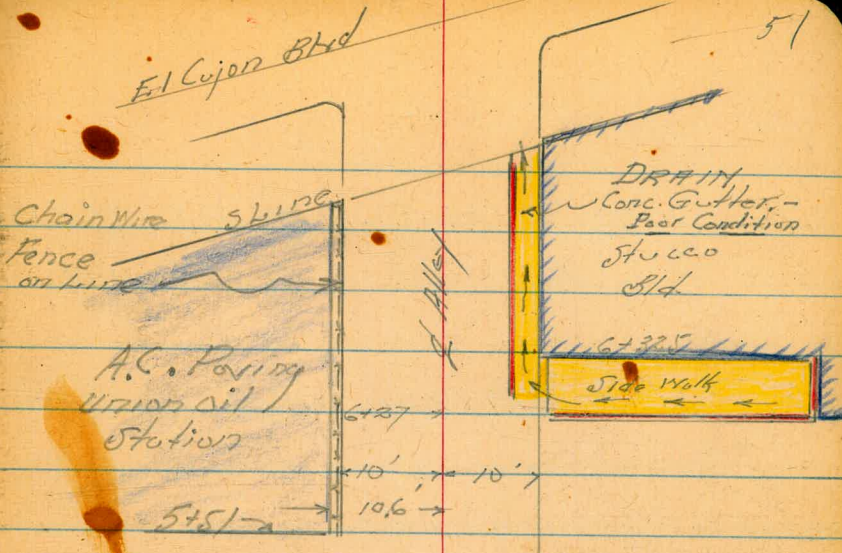 51
El Cajon Blvd
S Line
Chain Wire
Fence
on Line
DRAIN
Conc. Gutter,-
Poor Condition
Stucco
Bld.
℄ Alley
6+32.5
Side Walk
A.C. Paving
Union Oil
Station
6+27
10' 10'
10.6'
5+51